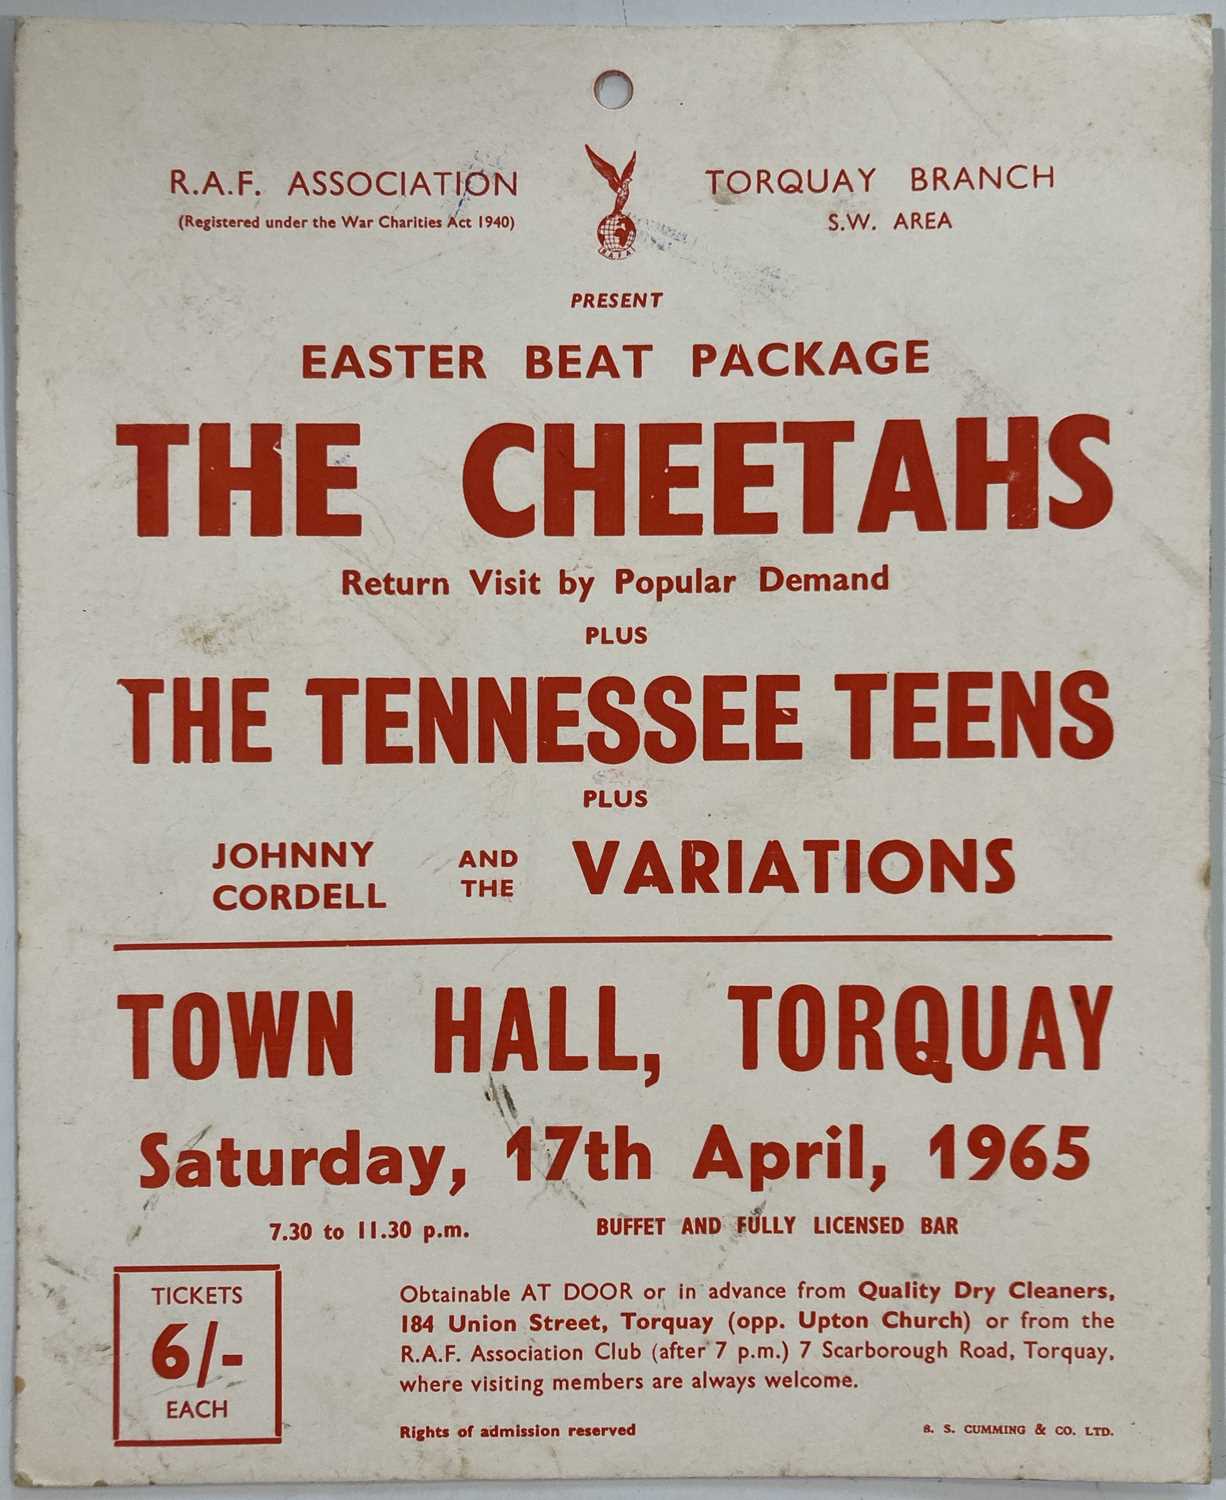 R.A.F. ASSOCIATION
(Registered under the War Charities Act 1940)
R.A.F.A
TORQUAY BRANCH
S.W. AREA
PRESENT
EASTER BEAT PACKAGE
THE CHEETAHS
Return Visit by Popular Demand
PLUS
THE TENNESSEE TEENS
PLUS
JOHNNY CORDELL AND THE VARIATIONS
TOWN HALL, TORQUAY
Saturday, 17th April, 1965
7.30 to 11.30 p.m. BUFFET AND FULLY LICENSED BAR
TICKETS
6/-
EACH
Obtainable AT DOOR or in advance from Quality Dry Cleaners,
184 Union Street, Torquay (opp. Upton Church) or from the
R.A.F. Association Club (after 7 p.m.) 7 Scarborough Road, Torquay,
where visiting members are always welcome.
Rights of admission reserved
S. S. CUMMING & CO. LTD.